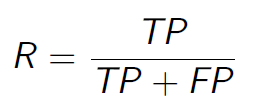 R = TP / (TP + FP)